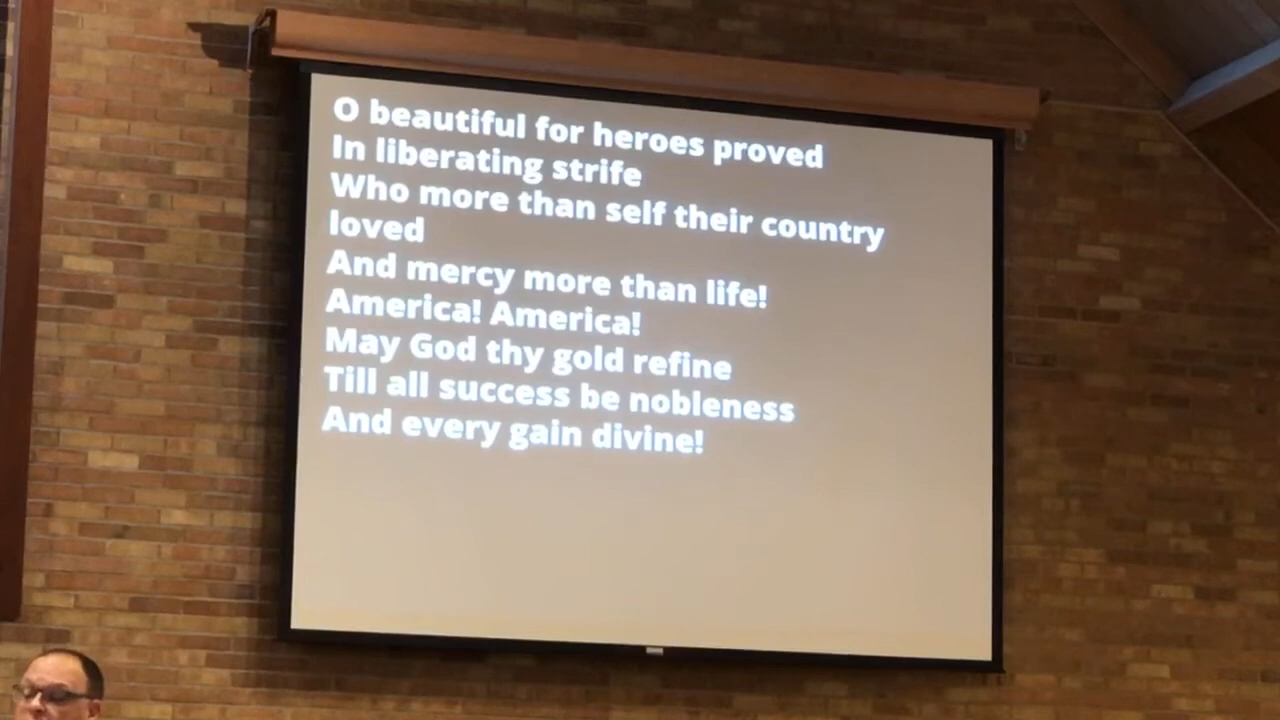 O beautiful for heroes proved
In liberating strife
Who more than self their country
loved
And mercy more than life!
America! America!
May God thy gold refine
Till all success be nobleness
And every gain divine!